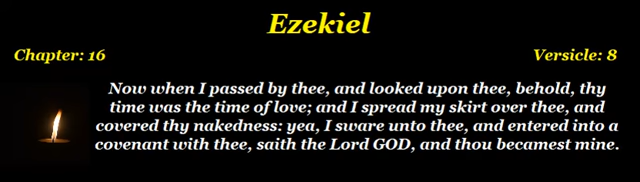 Ezekiel
Chapter: 16 Versicle: 8
Now when I passed by thee, and looked upon thee, behold, thy
time was the time of love; and I spread my skirt over thee, and
covered thy nakedness: yea, I sware unto thee, and entered into a
covenant with thee, saith the Lord GOD, and thou becamest mine.